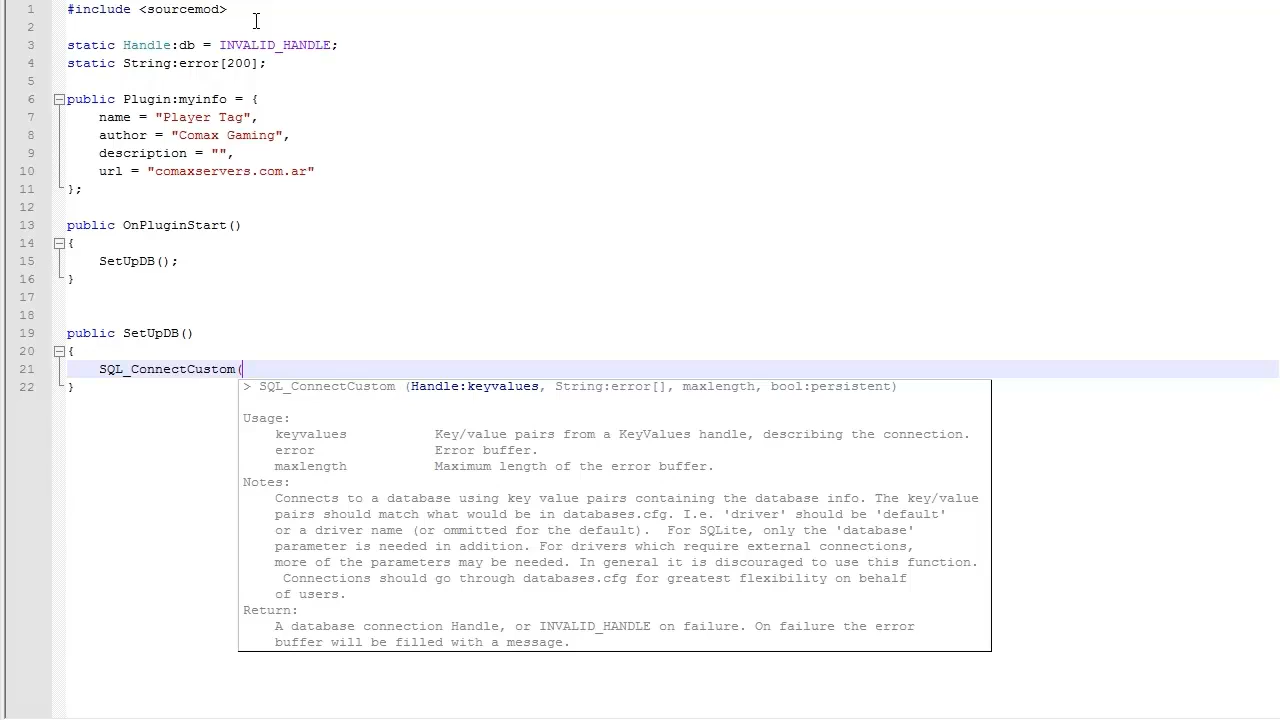 1 #include <sourcemod>
2
3 static Handle:db = INVALID_HANDLE;
4 static String:error[200];
5
6 public Plugin:myinfo = {
7 name = "Player Tag",
8 author = "Comax Gaming",
9 description = "",
10 url = "comaxservers.com.ar"
11 };
12
13 public OnPluginStart()
14 {
15 SetUpDB();
16 }
17
18
19 public SetUpDB()
20 {
21 SQL_ConnectCustom(
22 }
> SQL_ConnectCustom (Handle:keyvalues, String:error[], maxlength, bool:persistent)
Usage:
keyvalues Key/value pairs from a KeyValues handle, describing the connection.
error Error buffer.
maxlength Maximum length of the error buffer.
Notes:
Connects to a database using key value pairs containing the database info. The key/value
pairs should match what would be in databases.cfg. I.e. 'driver' should be 'default'
or a driver name (or ommitted for the default). For SQLite, only the 'database'
parameter is needed in addition. For drivers which require external connections,
more of the parameters may be needed. In general it is discouraged to use this function.
Connections should go through databases.cfg for greatest flexibility on behalf
of users.
Return:
A database connection Handle, or INVALID_HANDLE on failure. On failure the error
buffer will be filled with a message.